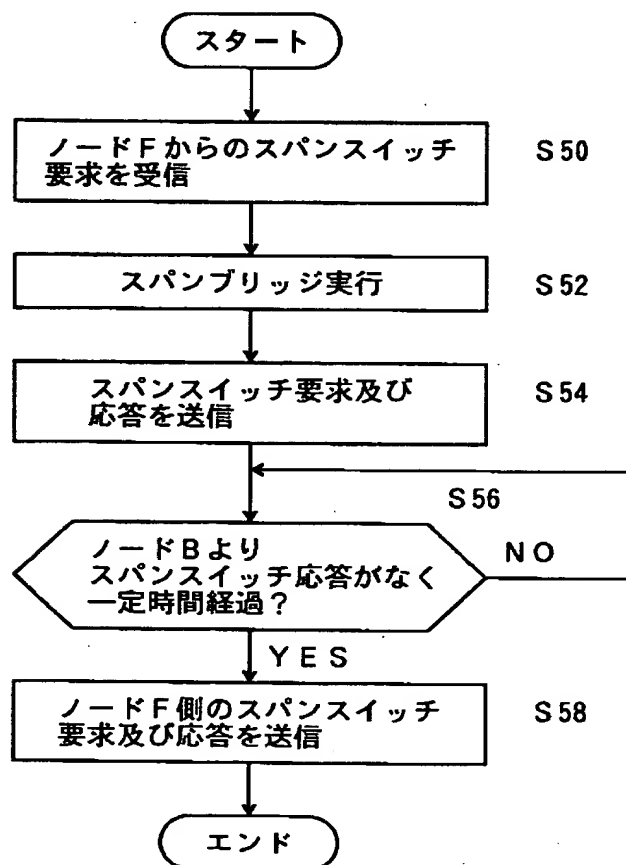 スタート
ノードFからのスパンスイッチ
要求を受信
S50
スパンブリッジ実行
S52
スパンスイッチ要求及び
応答を送信
S54
S56
ノードBより
スパンスイッチ応答がなく
一定時間経過?
NO
YES
ノードF側のスパンスイッチ
要求及び応答を送信
S58
エンド